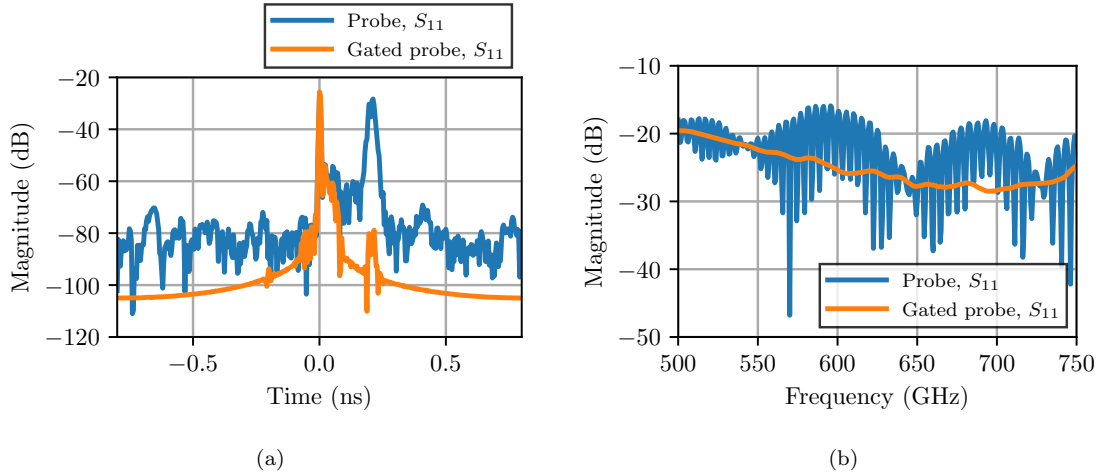 Probe, S₁₁
Gated probe, S₁₁
−20
−40
−60
−80
−100
−120
Magnitude (dB)
−0.5
0.0
0.5
Time (ns)
(a)
−10
−20
−30
−40
−50
Magnitude (dB)
Probe, S₁₁
Gated probe, S₁₁
500
550
600
650
700
750
Frequency (GHz)
(b)